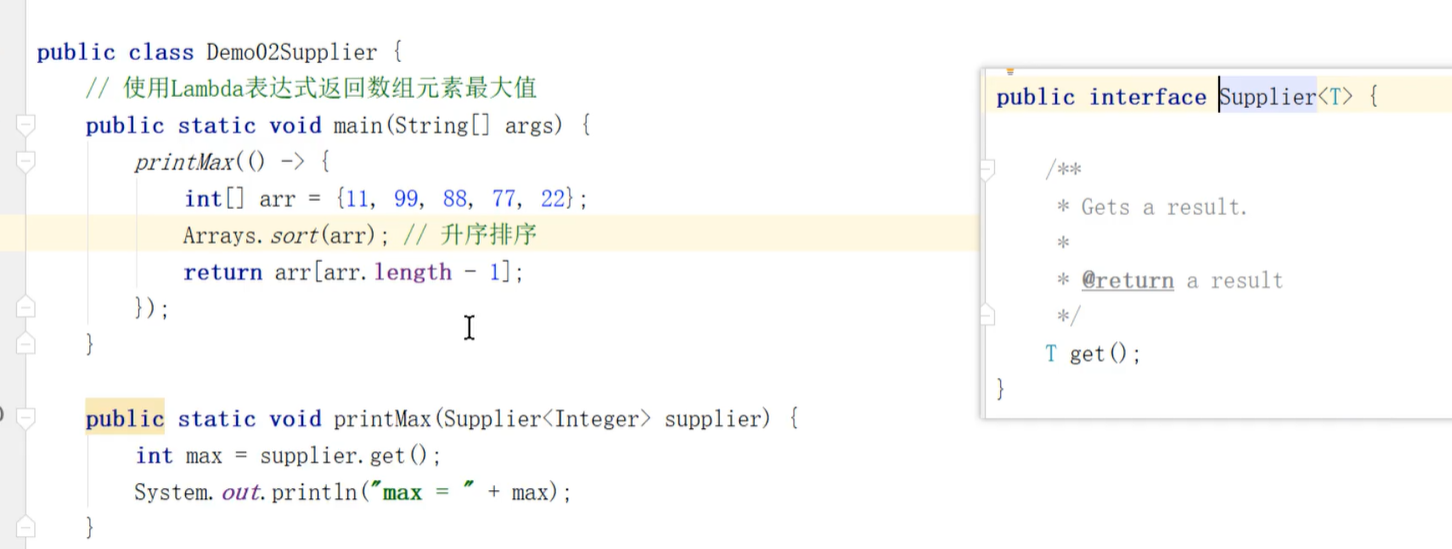 public class Demo02Supplier {
// 使用Lambda表达式返回数组元素最大值
public static void main(String[] args) {
printMax(() -> {
int[] arr = {11, 99, 88, 77, 22};
Arrays.sort(arr); // 升序排序
return arr[arr.length - 1];
});
}
public static void printMax(Supplier<Integer> supplier) {
int max = supplier.get();
System.out.println("max = " + max);
}
public interface Supplier<T> {
/**
* Gets a result.
*
* @return a result
*/
T get();
}